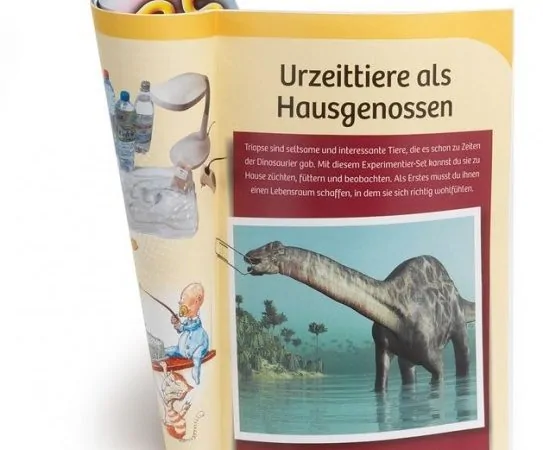 Urzeittiere als
Hausgenossen
Triopse sind seltsame und interessante Tiere, die es schon zu Zeiten
der Dinosaurier gab. Mit diesem Experimentier-Set kannst du sie zu
Hause züchten, füttern und beobachten. Als Erstes musst du ihnen
einen Lebensraum schaffen, in dem sie sich richtig wohlfühlen.